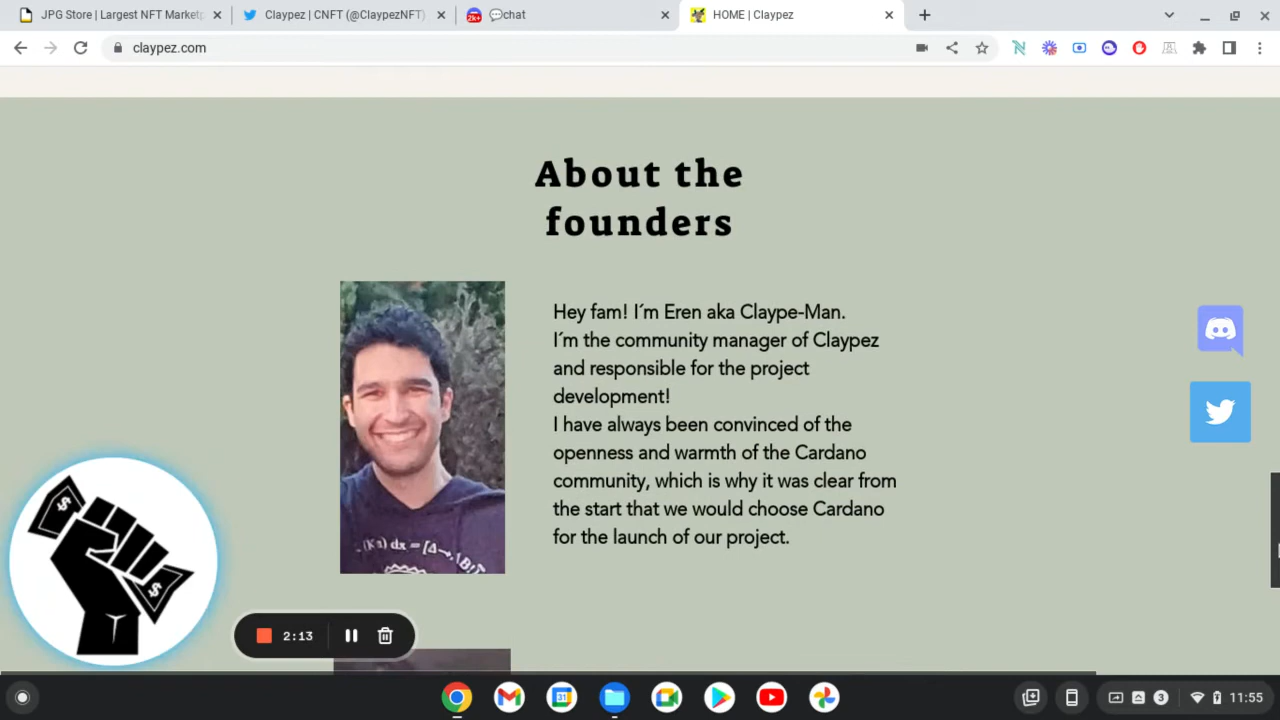 JPG Store | Largest NFT Marketp
Claypez | CNFT (@ClaypezNFT)
2k+
chat
HOME | Claypez
claypez.com
About the
founders
Hey fam! I´m Eren aka Claype-Man.
I´m the community manager of Claypez
and responsible for the project
development!
I have always been convinced of the
openness and warmth of the Cardano
community, which is why it was clear from
the start that we would choose Cardano
for the launch of our project.
$
$
2:13
31
3
11:55